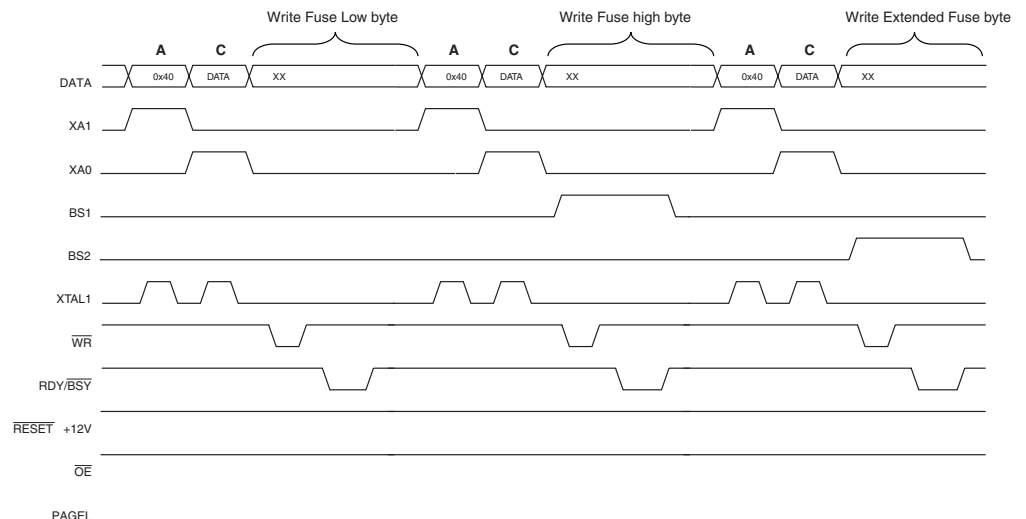 Write Fuse Low byte Write Fuse high byte Write Extended Fuse byte
A C A C A C
DATA 0x40 DATA XX 0x40 DATA XX 0x40 DATA XX
XA1
XA0
BS1
BS2
XTAL1
WR
RDY/BSY
RESET +12V
OE
PAGEL